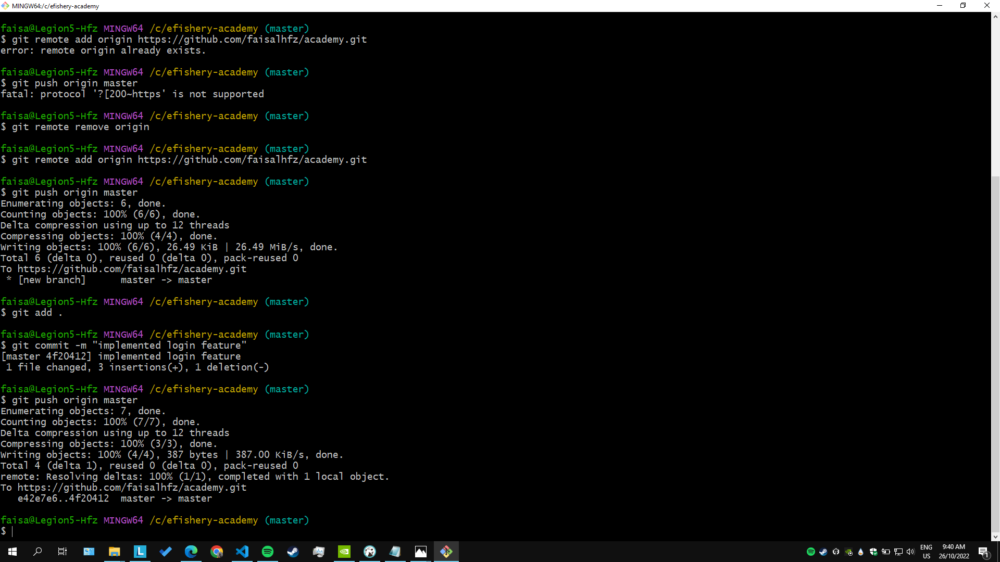 MINGW64:/c/efishery-academy
faisa@Legion5-Hfz MINGW64 /c/efishery-academy (master)
$ git remote add origin https://github.com/faisalhfz/academy.git
error: remote origin already exists.
faisa@Legion5-Hfz MINGW64 /c/efishery-academy (master)
$ git push origin master
fatal: protocol '?[200~https' is not supported
faisa@Legion5-Hfz MINGW64 /c/efishery-academy (master)
$ git remote remove origin
faisa@Legion5-Hfz MINGW64 /c/efishery-academy (master)
$ git remote add origin https://github.com/faisalhfz/academy.git
faisa@Legion5-Hfz MINGW64 /c/efishery-academy (master)
$ git push origin master
Enumerating objects: 6, done.
Counting objects: 100% (6/6), done.
Delta compression using up to 12 threads
Compressing objects: 100% (4/4), done.
Writing objects: 100% (6/6), 26.49 KiB | 26.49 MiB/s, done.
Total 6 (delta 0), reused 0 (delta 0), pack-reused 0
To https://github.com/faisalhfz/academy.git
 * [new branch]      master -> master
faisa@Legion5-Hfz MINGW64 /c/efishery-academy (master)
$ git add .
faisa@Legion5-Hfz MINGW64 /c/efishery-academy (master)
$ git commit -m "implemented login feature"
[master 4f20412] implemented login feature
 1 file changed, 3 insertions(+), 1 deletion(-)
faisa@Legion5-Hfz MINGW64 /c/efishery-academy (master)
$ git push origin master
Enumerating objects: 7, done.
Counting objects: 100% (7/7), done.
Delta compression using up to 12 threads
Compressing objects: 100% (3/3), done.
Writing objects: 100% (4/4), 387 bytes | 387.00 KiB/s, done.
Total 4 (delta 1), reused 0 (delta 0), pack-reused 0
remote: Resolving deltas: 100% (1/1), completed with 1 local object.
To https://github.com/faisalhfz/academy.git
   e42e7e6..4f20412  master -> master
faisa@Legion5-Hfz MINGW64 /c/efishery-academy (master)
$
L
ENG
US
9:40 AM
26/10/2022
1